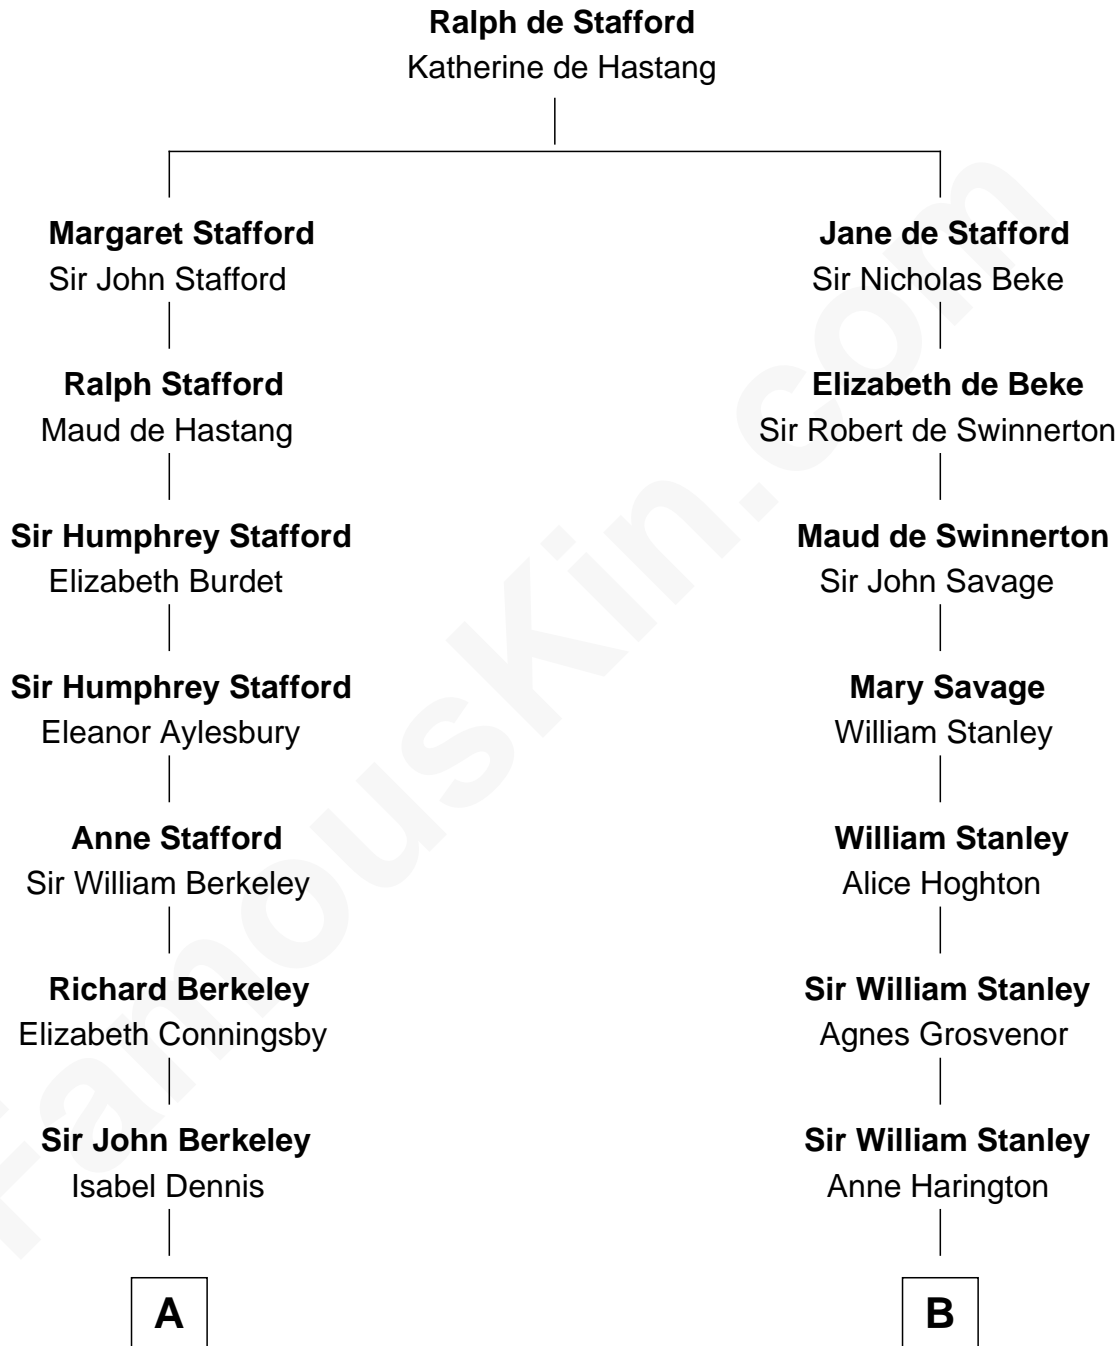 Ralph de Stafford
Katherine de Hastang
Margaret Stafford
Sir John Stafford
Jane de Stafford
Sir Nicholas Beke
Ralph Stafford
Maud de Hastang
Elizabeth de Beke
Sir Robert de Swinnerton
Sir Humphrey Stafford
Elizabeth Burdet
Maud de Swinnerton
Sir John Savage
Sir Humphrey Stafford
Eleanor Aylesbury
Mary Savage
William Stanley
Anne Stafford
Sir William Berkeley
William Stanley
Alice Hoghton
Richard Berkeley
Elizabeth Conningsby
Sir William Stanley
Agnes Grosvenor
Sir John Berkeley
Isabel Dennis
Sir William Stanley
Anne Harington
A
B
FamousKin.com